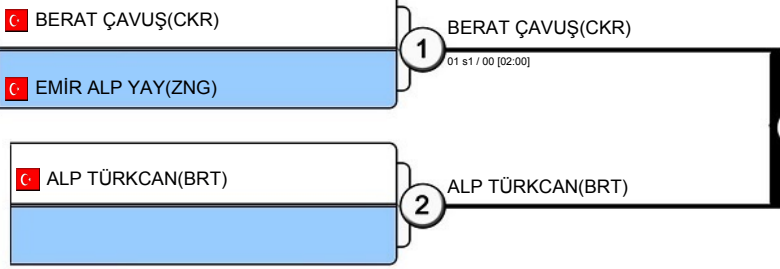 BERAT ÇAVUŞ(CKR)
EMİR ALP YAY(ZNG)
1
BERAT ÇAVUŞ(CKR)
01 s1 / 00 [02:00]
ALP TÜRKCAN(BRT)
2
ALP TÜRKCAN(BRT)